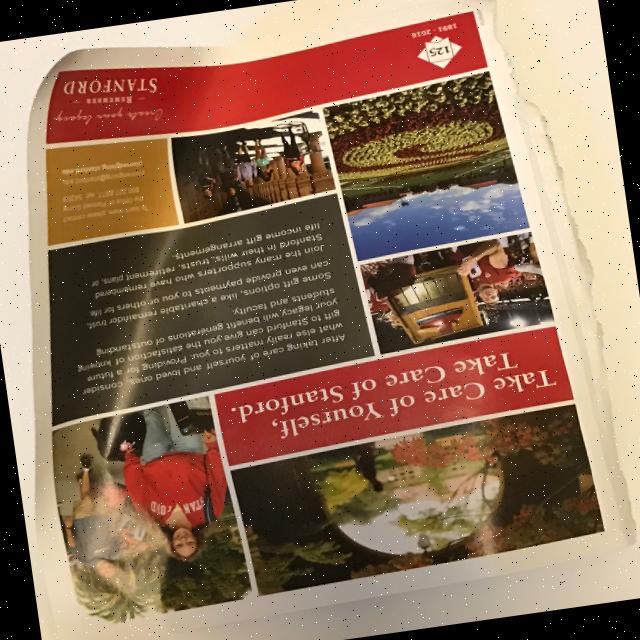 Take Care of Yourself,
Take Care of Stanford.
After taking care of yourself and loved ones, consider
what else really matters to you. Providing for a future
gift to Stanford can give you the satisfaction of knowing
your legacy will benefit generations of outstanding
students and faculty.
Some gift options, like a charitable remainder trust,
can even provide payments to you or others for life.
Join the many supporters who have remembered
Stanford in their wills, trusts, retirement plans, or
life income gift arrangements.
Create your legacy
REMEMBER
STANFORD
125
1891 · 2016
STANFORD